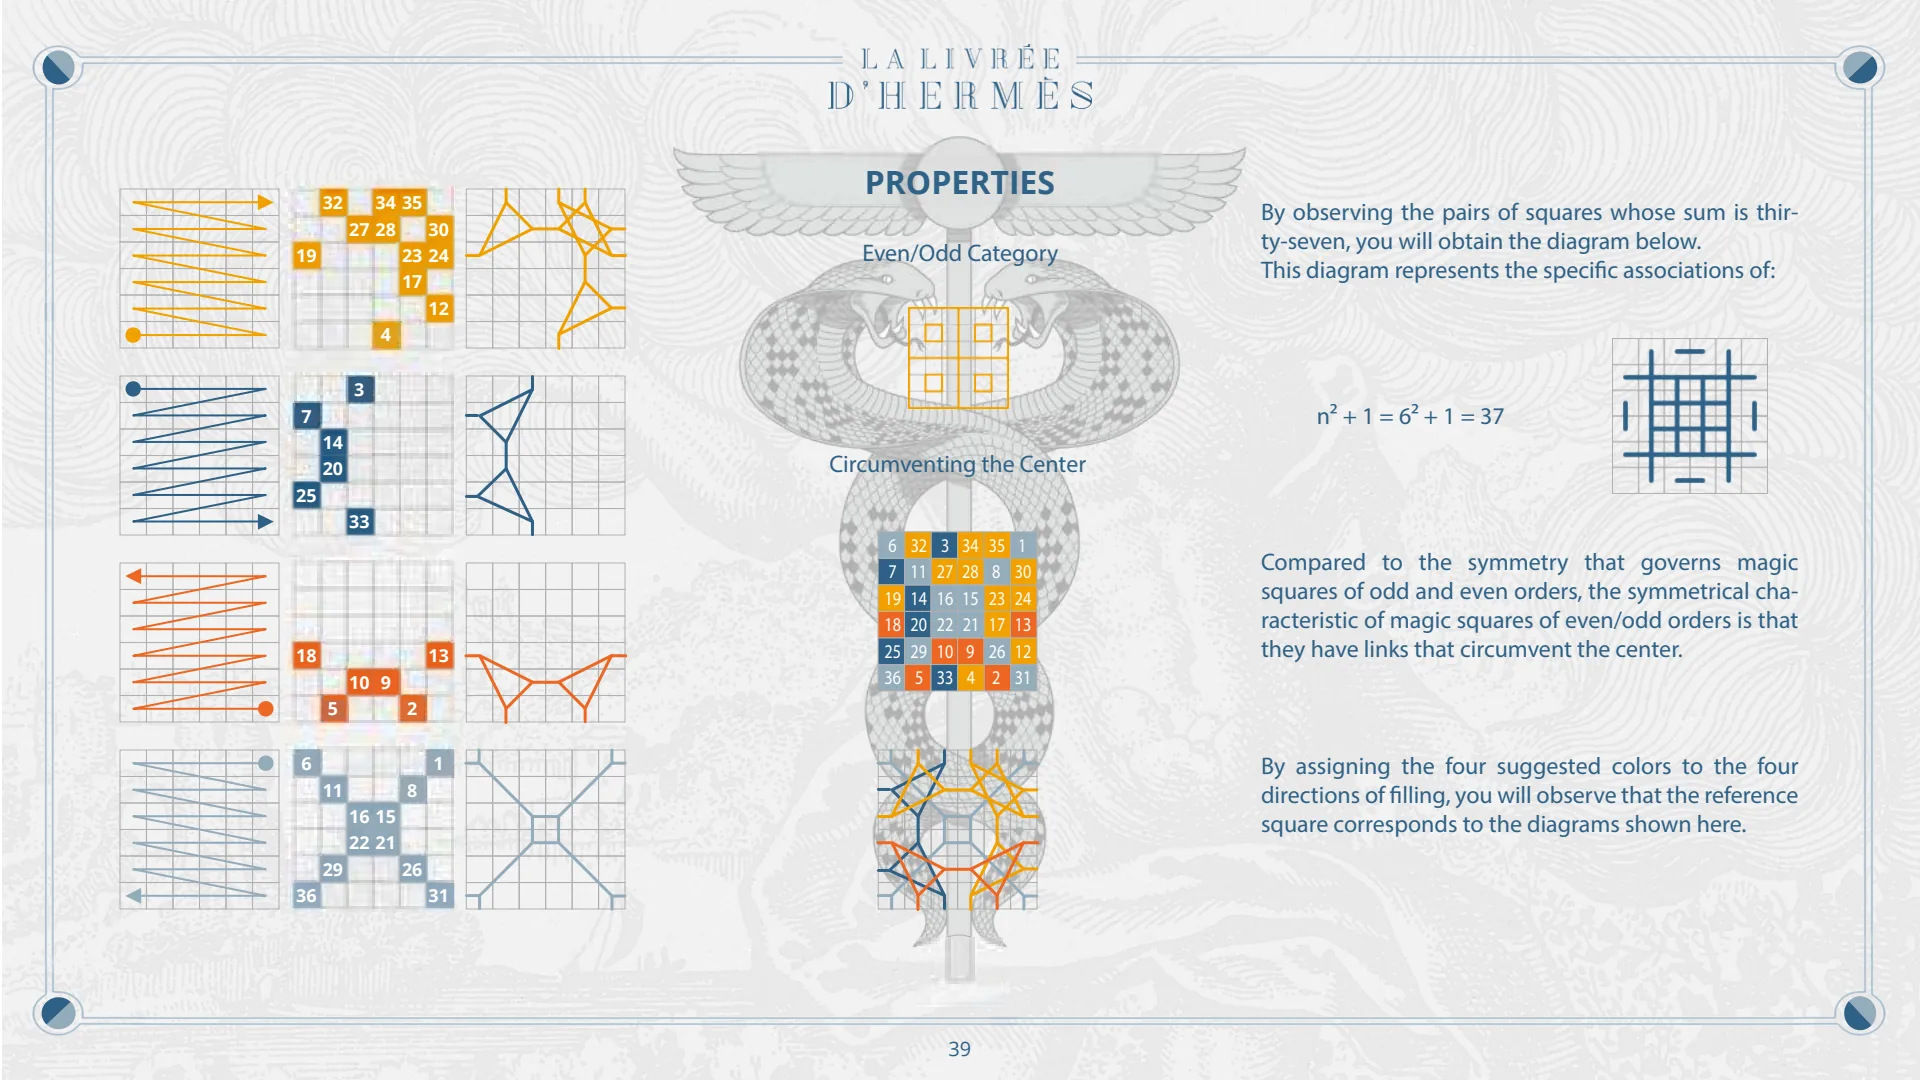 LA LIVRÉE
D’HERMÈS
PROPERTIES
Even/Odd Category
Circumventing the Center
32 34 35
27 28 30
19 23 24
17
12
4
3
7
14
20
25
33
18 13
10 9
5 2
6 1
11 8
16 15
22 21
29 26
36 31
6 32 3 34 35 1
7 11 27 28 8 30
19 14 16 15 23 24
18 20 22 21 17 13
25 29 10 9 26 12
36 5 33 4 2 31
By observing the pairs of squares whose sum is thir-
ty-seven, you will obtain the diagram below.
This diagram represents the specific associations of:
n² + 1 = 6² + 1 = 37
Compared to the symmetry that governs magic
squares of odd and even orders, the symmetrical cha-
racteristic of magic squares of even/odd orders is that
they have links that circumvent the center.
By assigning the four suggested colors to the four
directions of filling, you will observe that the reference
square corresponds to the diagrams shown here.
39